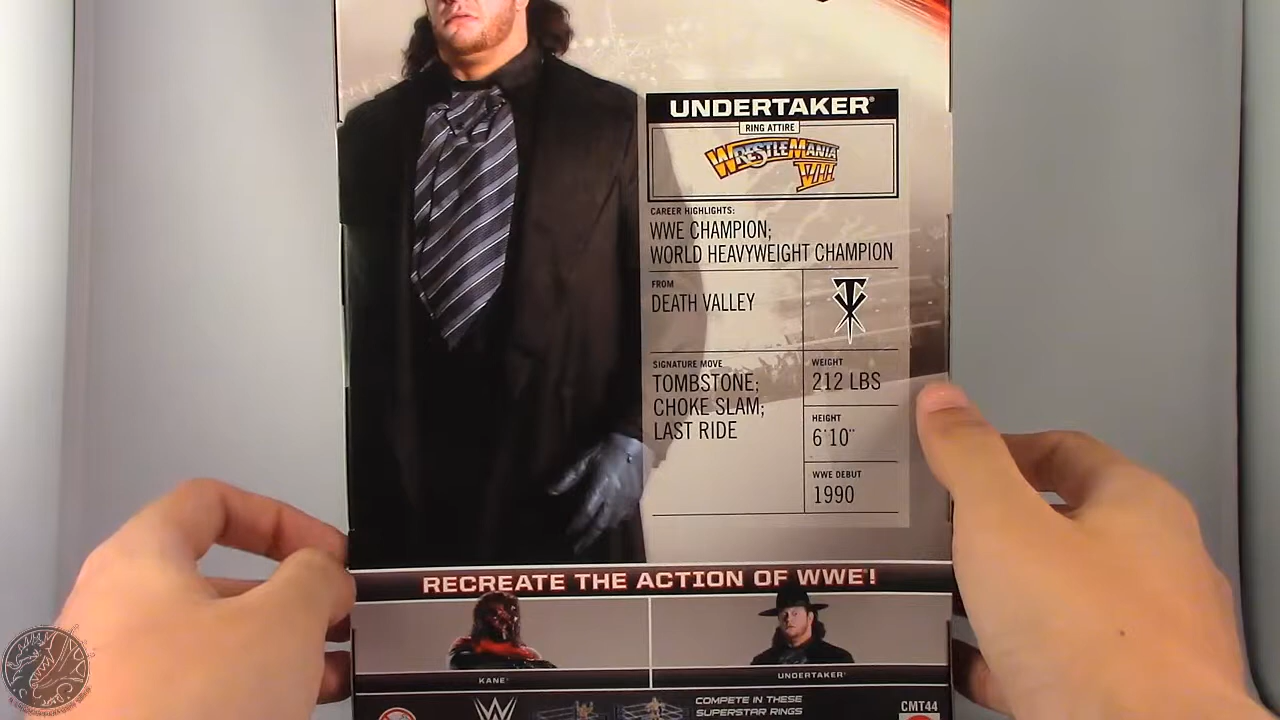 UNDERTAKER®
RING ATTIRE
WRESTLEMANIA
VIII
CAREER HIGHLIGHTS:
WWE CHAMPION;
WORLD HEAVYWEIGHT CHAMPION
FROM
DEATH VALLEY
SIGNATURE MOVE
TOMBSTONE;
CHOKE SLAM;
LAST RIDE
WEIGHT
212 LBS
HEIGHT
6'10"
WWE DEBUT
1990
RECREATE THE ACTION OF WWE®!
KANE®
UNDERTAKER®
W
COMPETE IN THESE
SUPERSTAR RINGS
CMT44